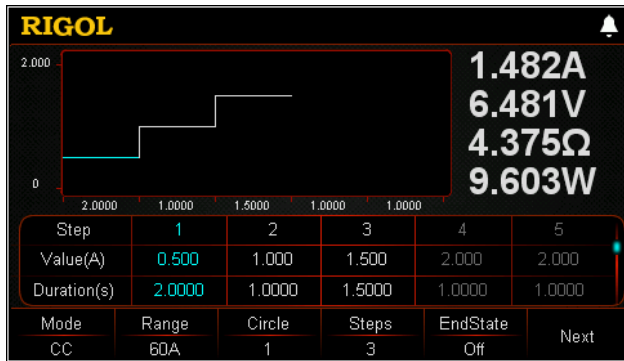 RIGOL
2.000
0
2.0000 1.0000 1.5000 1.0000 1.0000
1.482A
6.481V
4.375Ω
9.603W
Step 1 2 3 4 5
Value(A) 0.500 1.000 1.500 2.000 2.000
Duration(s) 2.0000 1.0000 1.5000 1.0000 1.0000
Mode Range Circle Steps EndState Next
CC 60A 1 3 Off